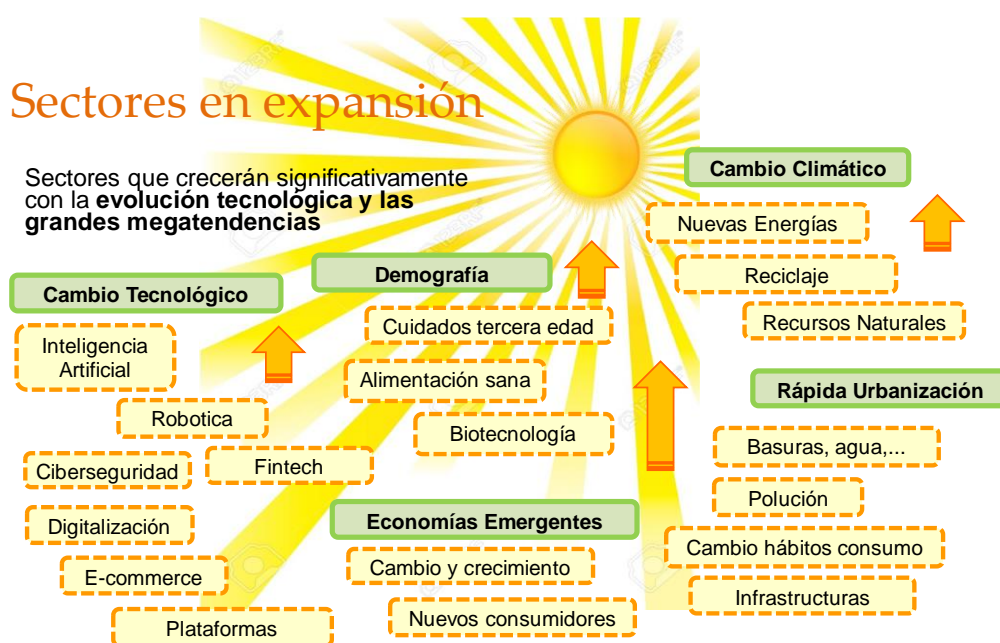 Sectores en expansión
Sectores que crecerán significativamente
con la evolución tecnológica y las
grandes megatendencias
Cambio Tecnológico
Inteligencia
Artificial
Robotica
Ciberseguridad
Fintech
Digitalización
E-commerce
Plataformas
Demografía
Cuidados tercera edad
Alimentación sana
Biotecnología
Economías Emergentes
Cambio y crecimiento
Nuevos consumidores
Cambio Climático
Nuevas Energías
Reciclaje
Recursos Naturales
Rápida Urbanización
Basuras, agua,...
Polución
Cambio hábitos consumo
Infrastructuras